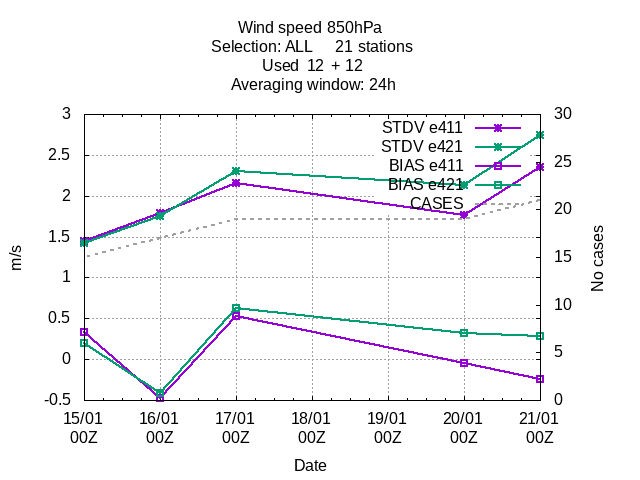 Wind speed 850hPa
Selection: ALL     21 stations
Used  12  + 12
Averaging window: 24h
3
2.5
2
1.5
1
0.5
0
-0.5
m/s
30
25
20
15
10
5
0
No cases
STDV e411
STDV e421
BIAS e411
BIAS e421
CASES
15/01 16/01 17/01 18/01 19/01 20/01 21/01
00Z 00Z 00Z 00Z 00Z 00Z 00Z
Date